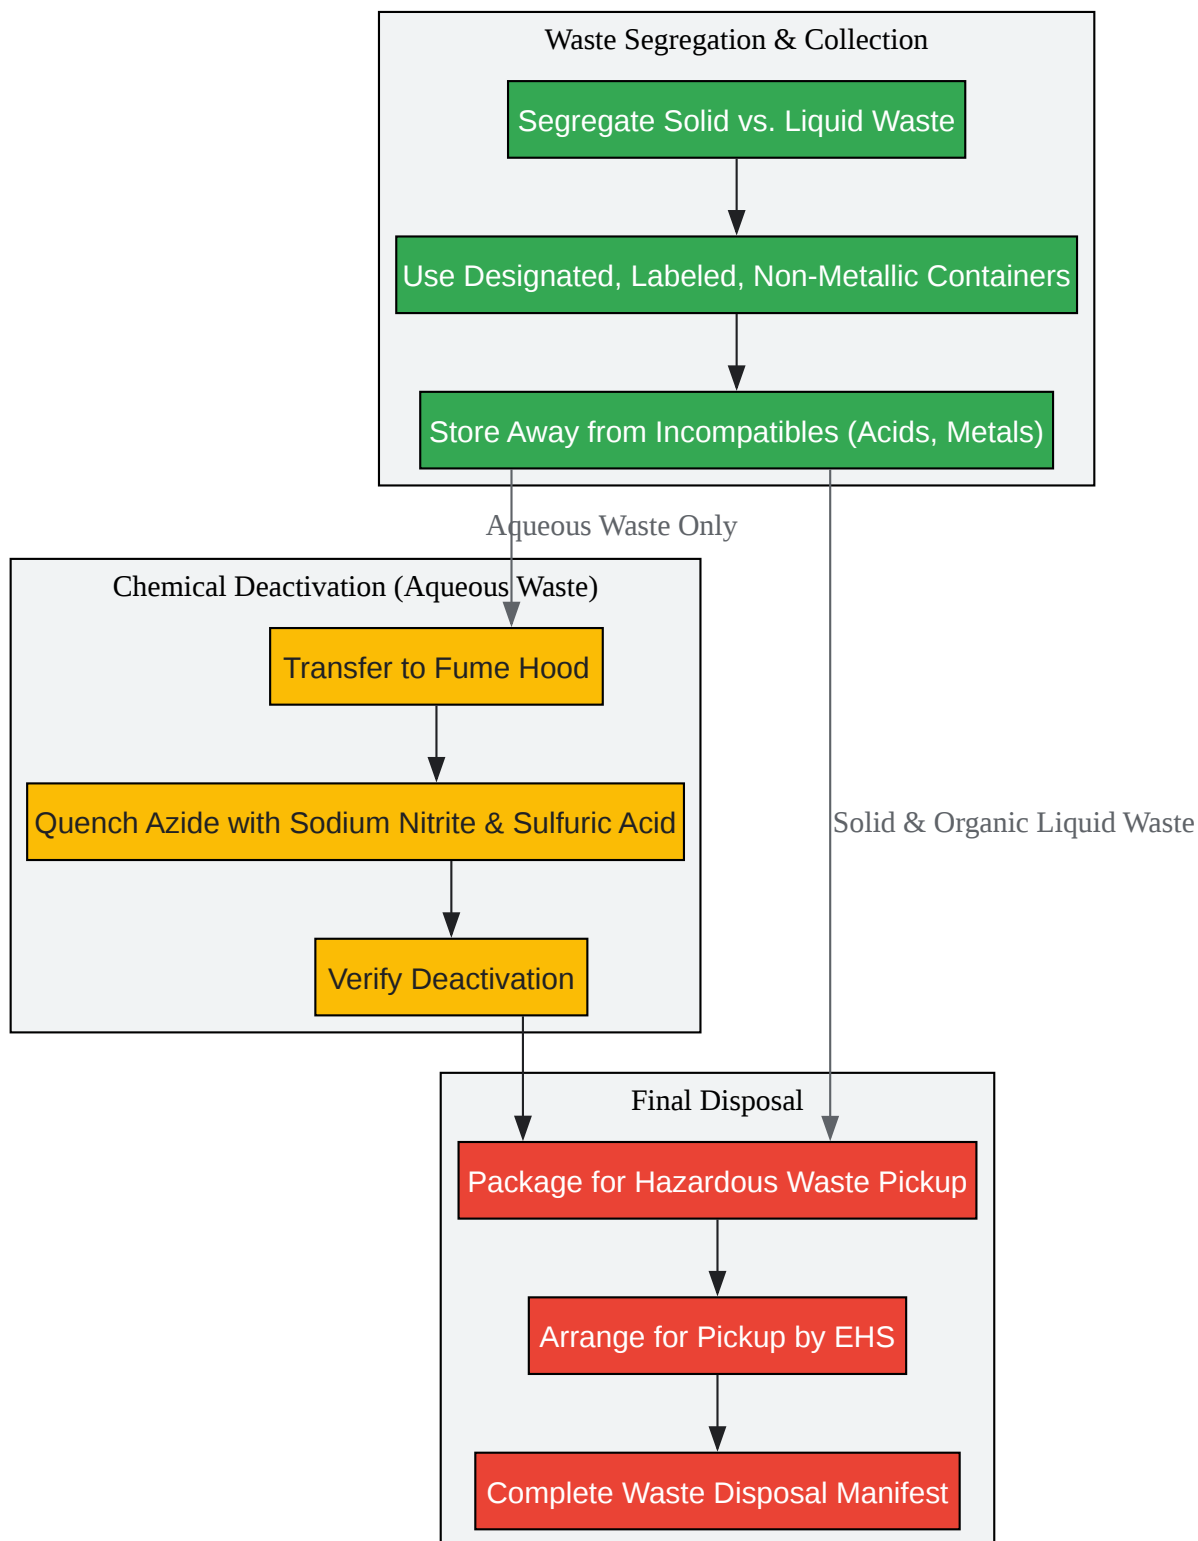 Waste Segregation & Collection
Segregate Solid vs. Liquid Waste
Use Designated, Labeled, Non-Metallic Containers
Store Away from Incompatibles (Acids, Metals)
Aqueous Waste Only
Chemical Deactivation (Aqueous Waste)
Transfer to Fume Hood
Quench Azide with Sodium Nitrite & Sulfuric Acid
Solid & Organic Liquid Waste
Verify Deactivation
Final Disposal
Package for Hazardous Waste Pickup
Arrange for Pickup by EHS
Complete Waste Disposal Manifest